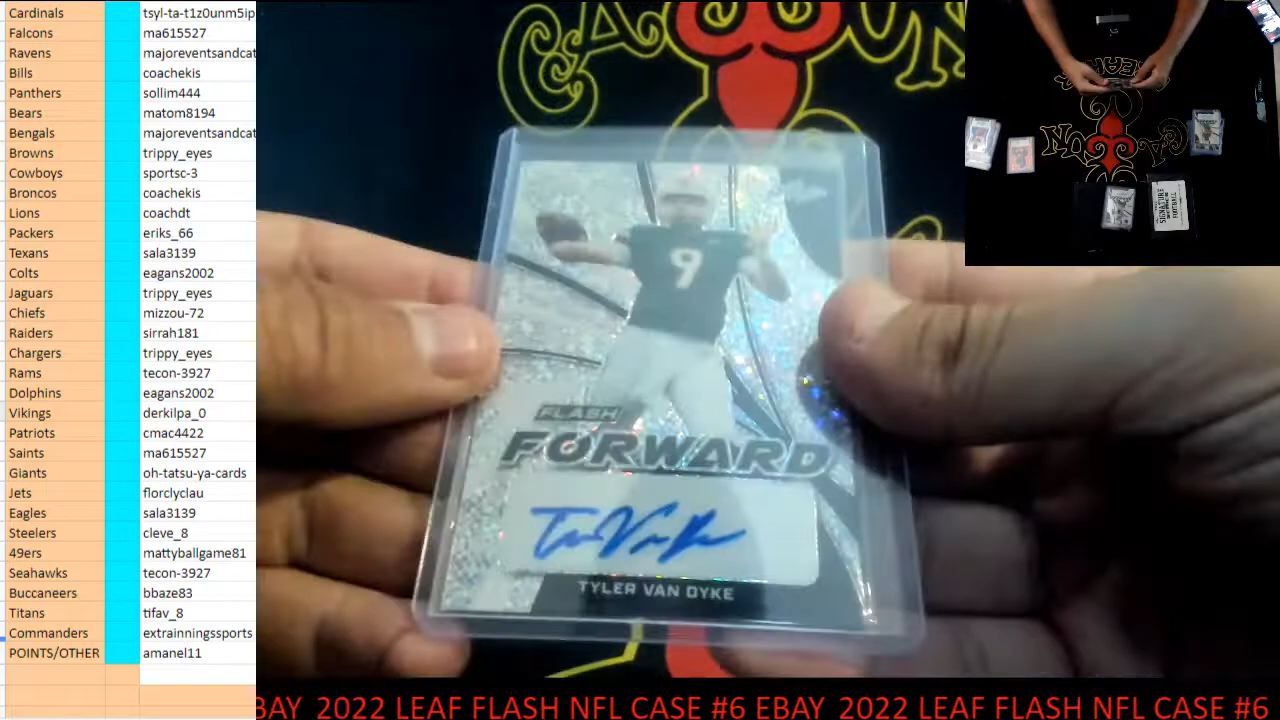 Cardinals tsyl-ta-t1z0unm5ip
Falcons ma615527
Ravens majoreventsandcat
Bills coachekis
Panthers sollim444
Bears matom8194
Bengals majoreventsandcat
Browns trippy_eyes
Cowboys sportsc-3
Broncos coachekis
Lions coachdt
Packers eriks_66
Texans sala3139
Colts eagans2002
Jaguars trippy_eyes
Chiefs mizzou-72
Raiders sirrah181
Chargers trippy_eyes
Rams tecon-3927
Dolphins eagans2002
Vikings derkilpa_0
Patriots cmac4422
Saints ma615527
Giants oh-tatsu-ya-cards
Jets florclyclau
Eagles sala3139
Steelers cleve_8
49ers mattyballgame81
Seahawks tecon-3927
Buccaneers bbaze83
Titans tifav_8
Commanders extrainningssports
POINTS/OTHER amanel11
9
FLASH
FORWARD
TYLER VAN DYKE
SIGNATURE
FOOTBALL
BAY 2022 LEAF FLASH NFL CASE #6 EBAY 2022 LEAF FLASH NFL CASE #6